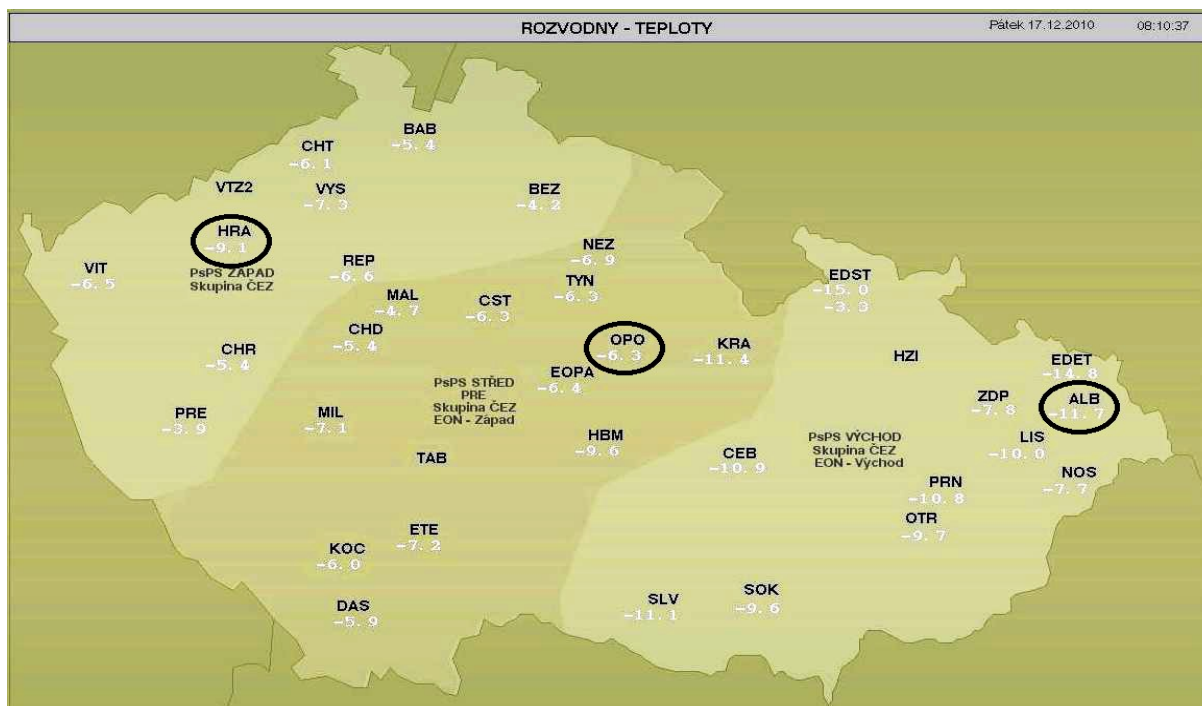 ROZVODNY - TEPLOTY
Pátek 17.12.2010
08:10:37
BAB
-5.4
CHT
-6.1
VTZ2
VYS
-7.3
BEZ
-4.2
HRA
-9.1
NEZ
-6.9
VIT
-6.5
PsPS ZÁPAD
Skupina ČEZ
REP
-6.6
TYN
-6.3
EDST
-15.0
-3.3
MAL
-4.7
CST
-6.3
CHD
-5.4
OPO
-6.3
KRA
-11.4
CHR
-5.4
HZI
EDET
-14.8
EOPA
-6.4
PsPS STŘED
PRE
Skupina ČEZ
EON - Západ
ZDP
-7.8
ALB
-11.7
PRE
-3.9
MIL
-7.1
HBM
-9.6
PsPS VÝCHOD
Skupina ČEZ
EON - Východ
LIS
-10.0
TAB
CEB
-10.9
NOS
-7.7
PRN
-10.8
OTR
-9.7
ETE
-7.2
KOC
-6.0
SOK
-9.6
SLV
-11.1
DAS
-5.9